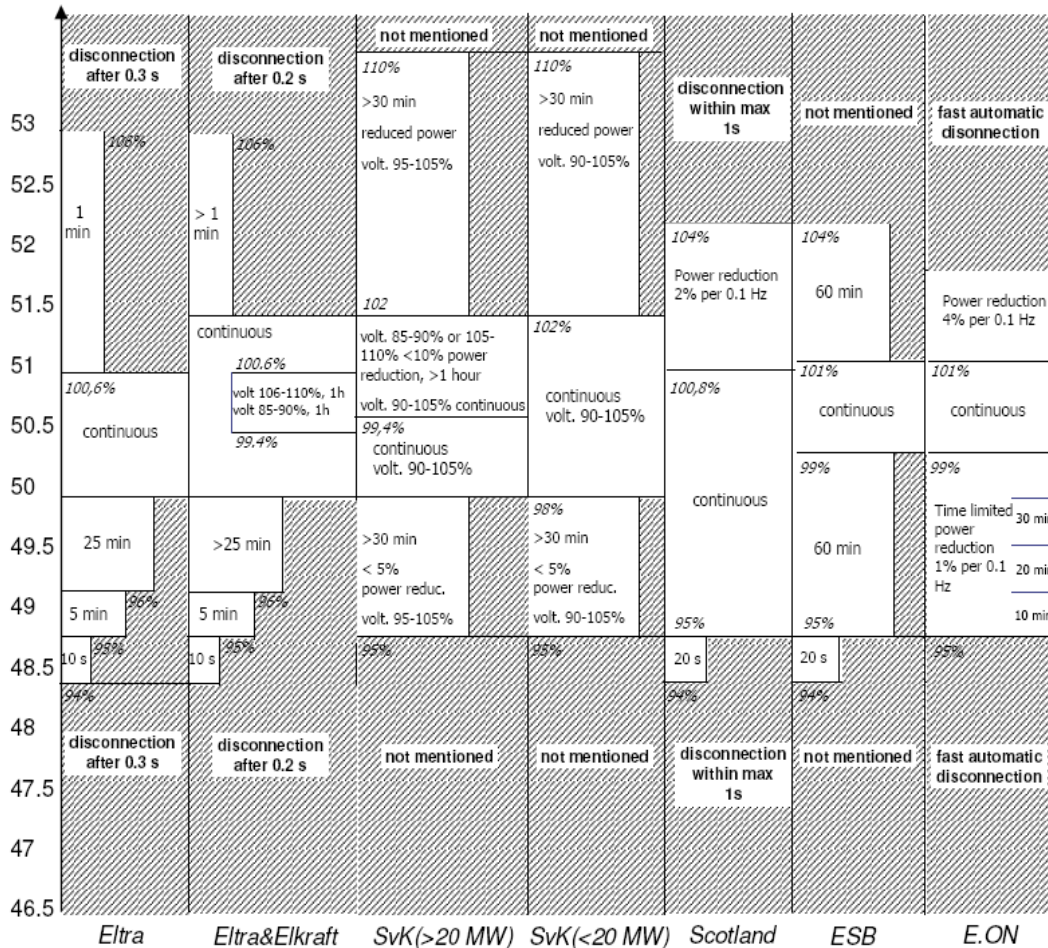 disconnection
after 0.3 s
disconnection
after 0.2 s
not mentioned
not mentioned
110%
>30 min
reduced power
volt. 95-105%
110%
>30 min
reduced power
volt. 90-105%
disconnection
within max
1s
not mentioned
fast automatic
disonnection
53
52.5
52
51.5
51
50.5
50
49.5
49
48.5
48
47.5
47
46.5
106%
1
min
106%
> 1
min
104%
Power reduction
2% per 0.1 Hz
104%
60 min
Power reduction
4% per 0.1 Hz
102
continuous
100.6%
volt 106-110%, 1h
volt 85-90%, 1h
99.4%
volt. 85-90% or 105-
110% <10% power
reduction, >1 hour
volt. 90-105% continuous
99,4%
continuous
volt. 90-105%
102%
continuous
volt. 90-105%
100,6%
continuous
100,8%
continuous
101%
continuous
101%
continuous
25 min
96%
5 min
95%
10 s
94%
>25 min
96%
5 min
95%
10 s
>30 min
< 5%
power reduc.
volt. 95-105%
95%
98%
>30 min
< 5%
power reduc.
volt. 90-105%
95%
95%
20 s
94%
99%
60 min
95%
20 s
94%
99%
Time limited
power
reduction
1% per 0.1
Hz
30 min
20 min
10 min
95%
disconnection
after 0.3 s
disconnection
after 0.2 s
not mentioned
not mentioned
disconnection
within max
1s
not mentioned
fast automatic
disconnection
Eltra
Eltra&Elkraft
SvK(>20 MW)
SvK(<20 MW)
Scotland
ESB
E.ON